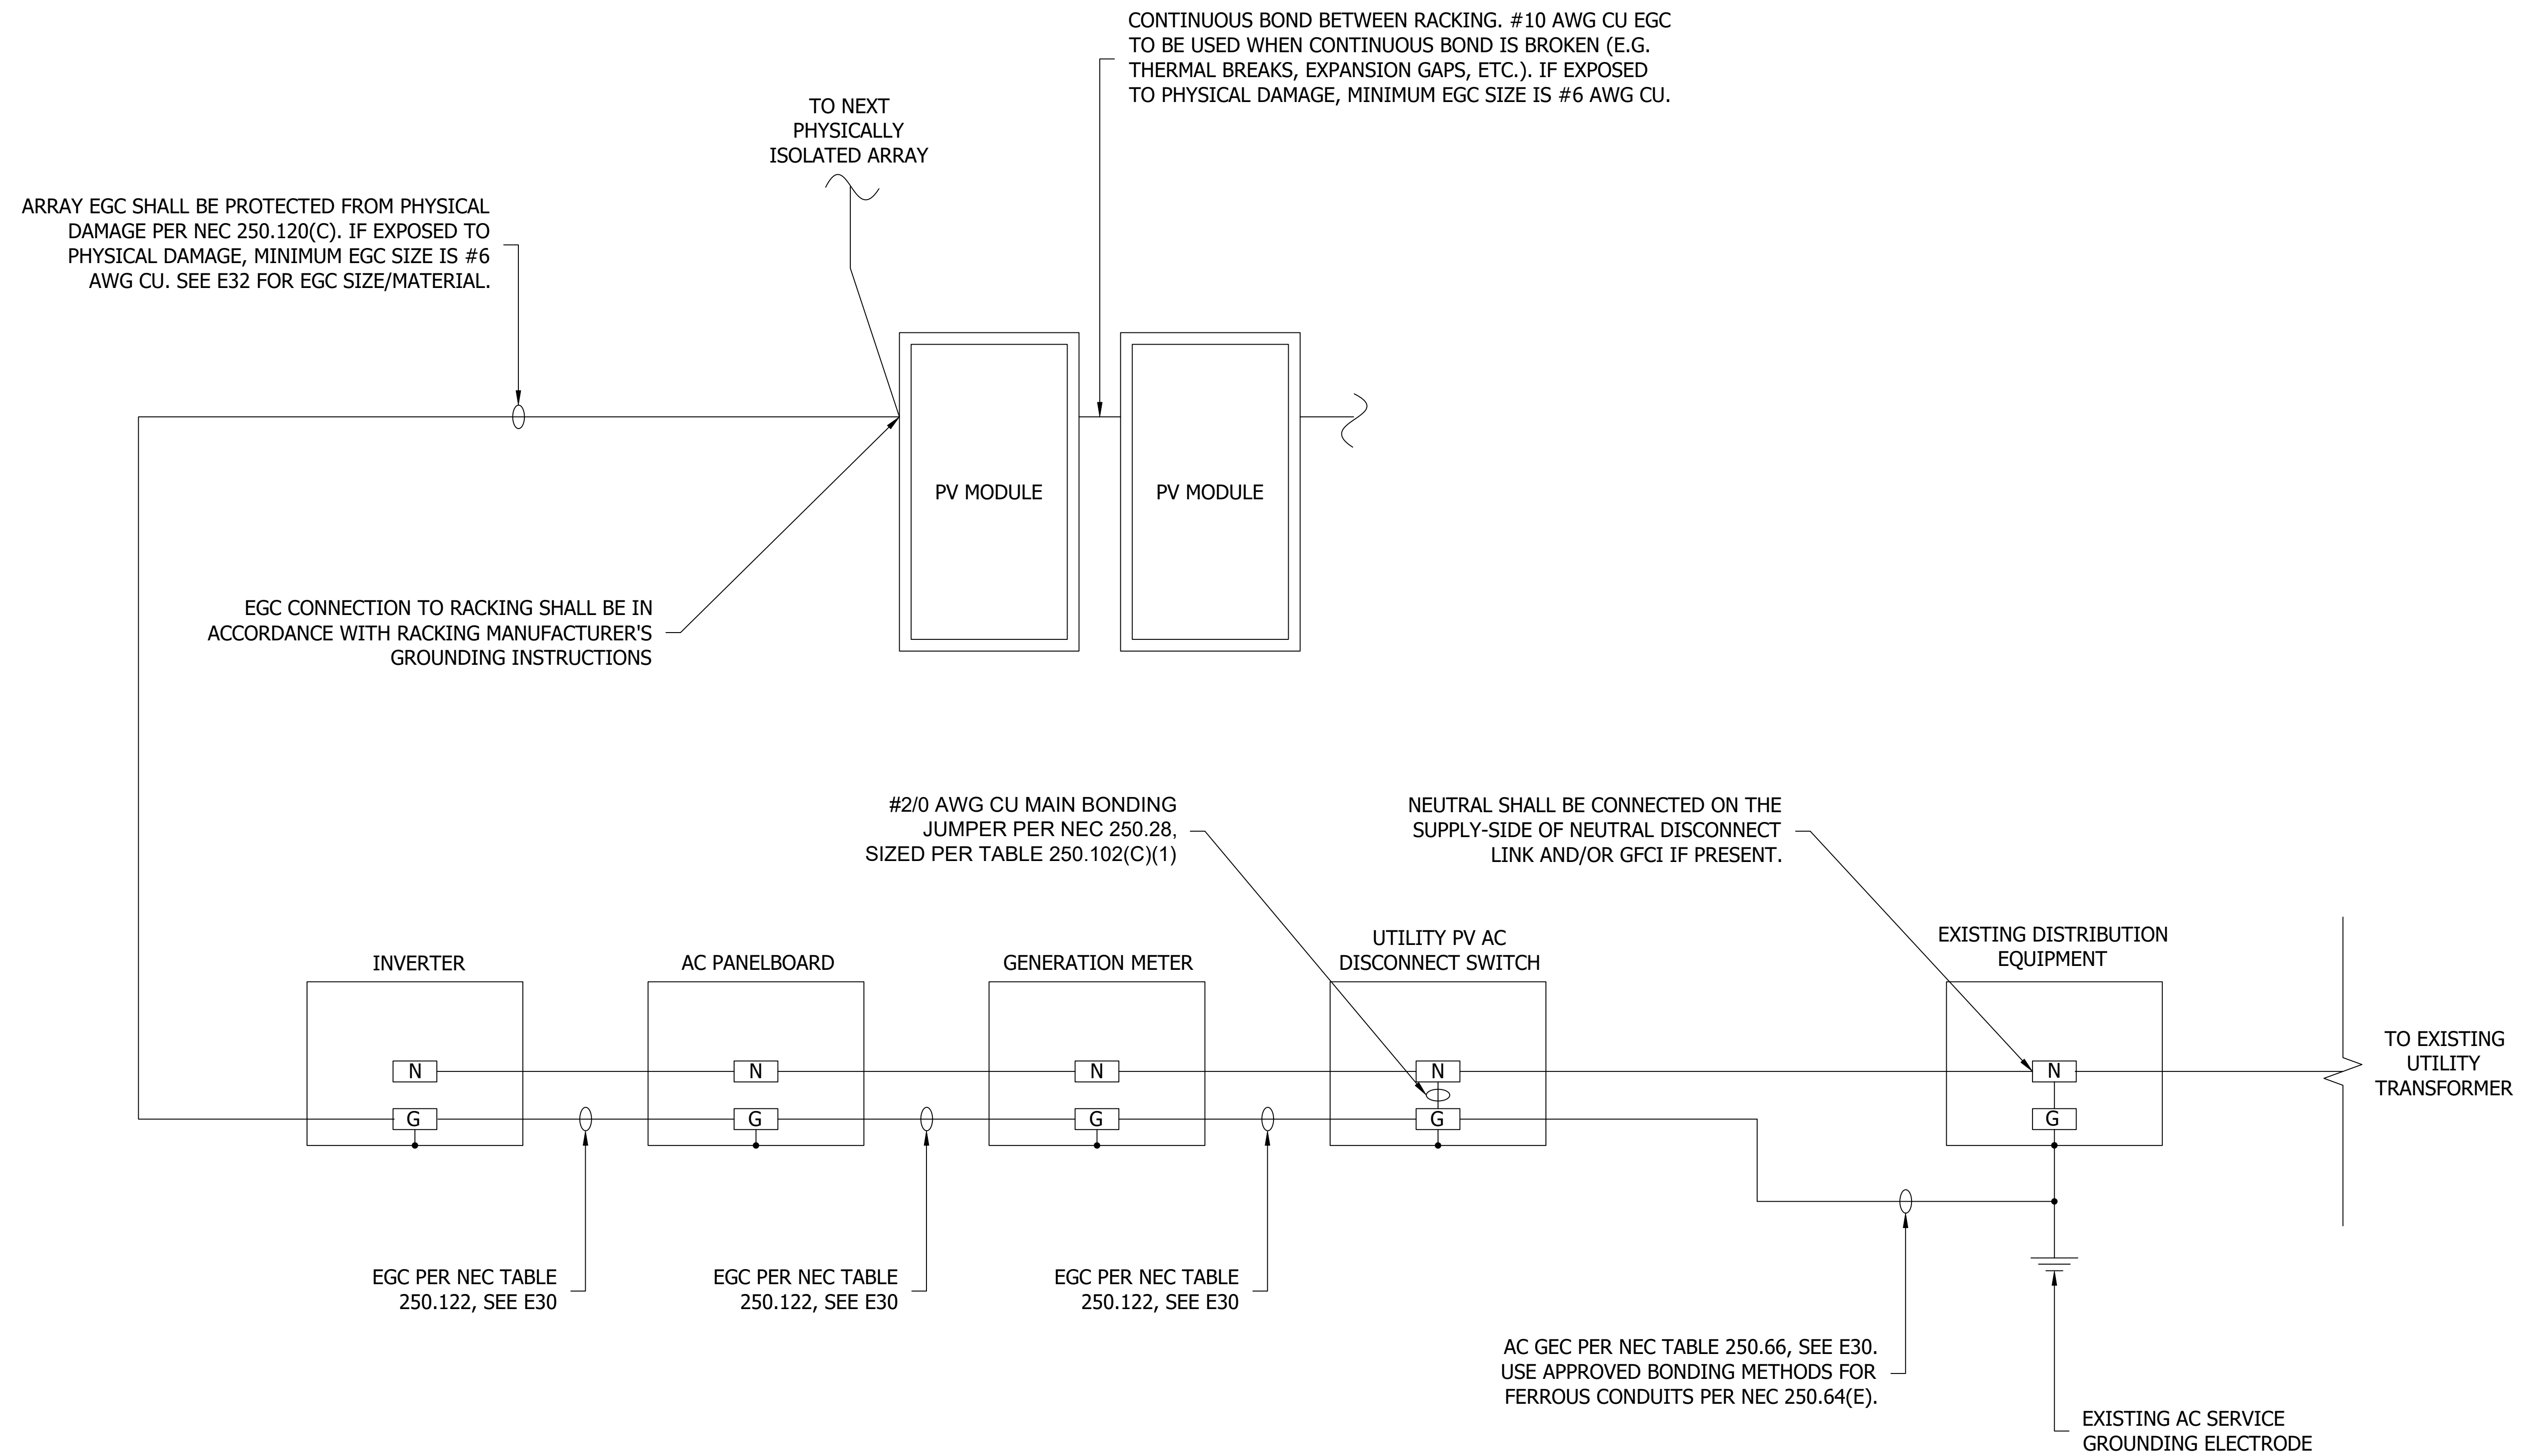 CONTINUOUS BOND BETWEEN RACKING. #10 AWG CU EGC
TO BE USED WHEN CONTINUOUS BOND IS BROKEN (E.G.
THERMAL BREAKS, EXPANSION GAPS, ETC.). IF EXPOSED
TO PHYSICAL DAMAGE, MINIMUM EGC SIZE IS #6 AWG CU.
TO NEXT
PHYSICALLY
ISOLATED ARRAY
ARRAY EGC SHALL BE PROTECTED FROM PHYSICAL
DAMAGE PER NEC 250.120(C). IF EXPOSED TO
PHYSICAL DAMAGE, MINIMUM EGC SIZE IS #6
AWG CU. SEE E32 FOR EGC SIZE/MATERIAL.
PV MODULE
PV MODULE
EGC CONNECTION TO RACKING SHALL BE IN
ACCORDANCE WITH RACKING MANUFACTURER'S
GROUNDING INSTRUCTIONS
#2/0 AWG CU MAIN BONDING
JUMPER PER NEC 250.28,
SIZED PER TABLE 250.102(C)(1)
NEUTRAL SHALL BE CONNECTED ON THE
SUPPLY-SIDE OF NEUTRAL DISCONNECT
LINK AND/OR GFCI IF PRESENT.
INVERTER
AC PANELBOARD
GENERATION METER
UTILITY PV AC
DISCONNECT SWITCH
EXISTING DISTRIBUTION
EQUIPMENT
N
N
N
N
N
G
G
G
G
G
TO EXISTING
UTILITY
TRANSFORMER
EGC PER NEC TABLE
250.122, SEE E30
EGC PER NEC TABLE
250.122, SEE E30
EGC PER NEC TABLE
250.122, SEE E30
AC GEC PER NEC TABLE 250.66, SEE E30.
USE APPROVED BONDING METHODS FOR
FERROUS CONDUITS PER NEC 250.64(E).
EXISTING AC SERVICE
GROUNDING ELECTRODE